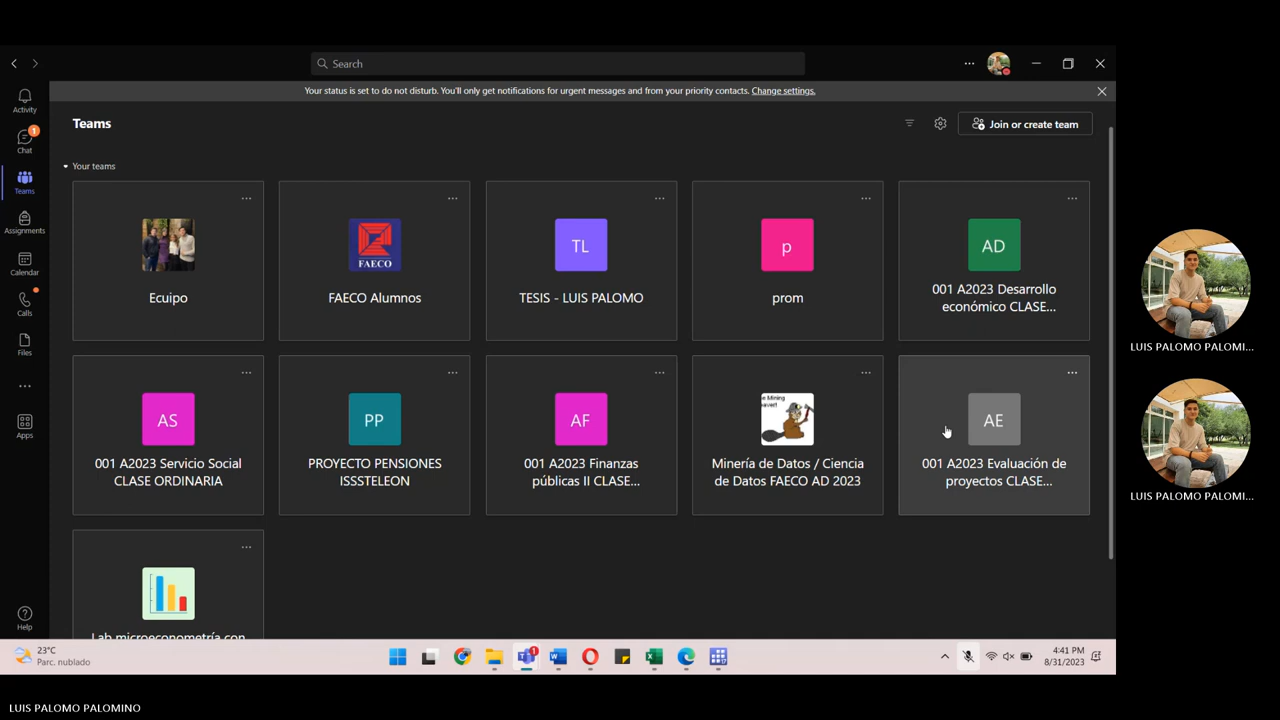 Search
Your status is set to do not disturb. You'll only get notifications for urgent messages and from your priority contacts. Change settings.
Activity
1
Chat
Teams
Assignments
Calendar
Calls
Files
Apps
Help
Teams
Join or create team
Your teams
Ecuipo
FAECO
FAECO Alumnos
TL
TESIS - LUIS PALOMO
p
prom
AD
001 A2023 Desarrollo
económico CLASE...
AS
001 A2023 Servicio Social
CLASE ORDINARIA
PP
PROYECTO PENSIONES
ISSSTELEON
AF
001 A2023 Finanzas
públicas II CLASE...
Minería de Datos / Ciencia
de Datos FAECO AD 2023
AE
001 A2023 Evaluación de
proyectos CLASE...
Lab microeconometría con
LUIS PALOMO PALOMI...
LUIS PALOMO PALOMI...
23°C
Parc. nublado
1
4:41 PM
8/31/2023
LUIS PALOMO PALOMINO